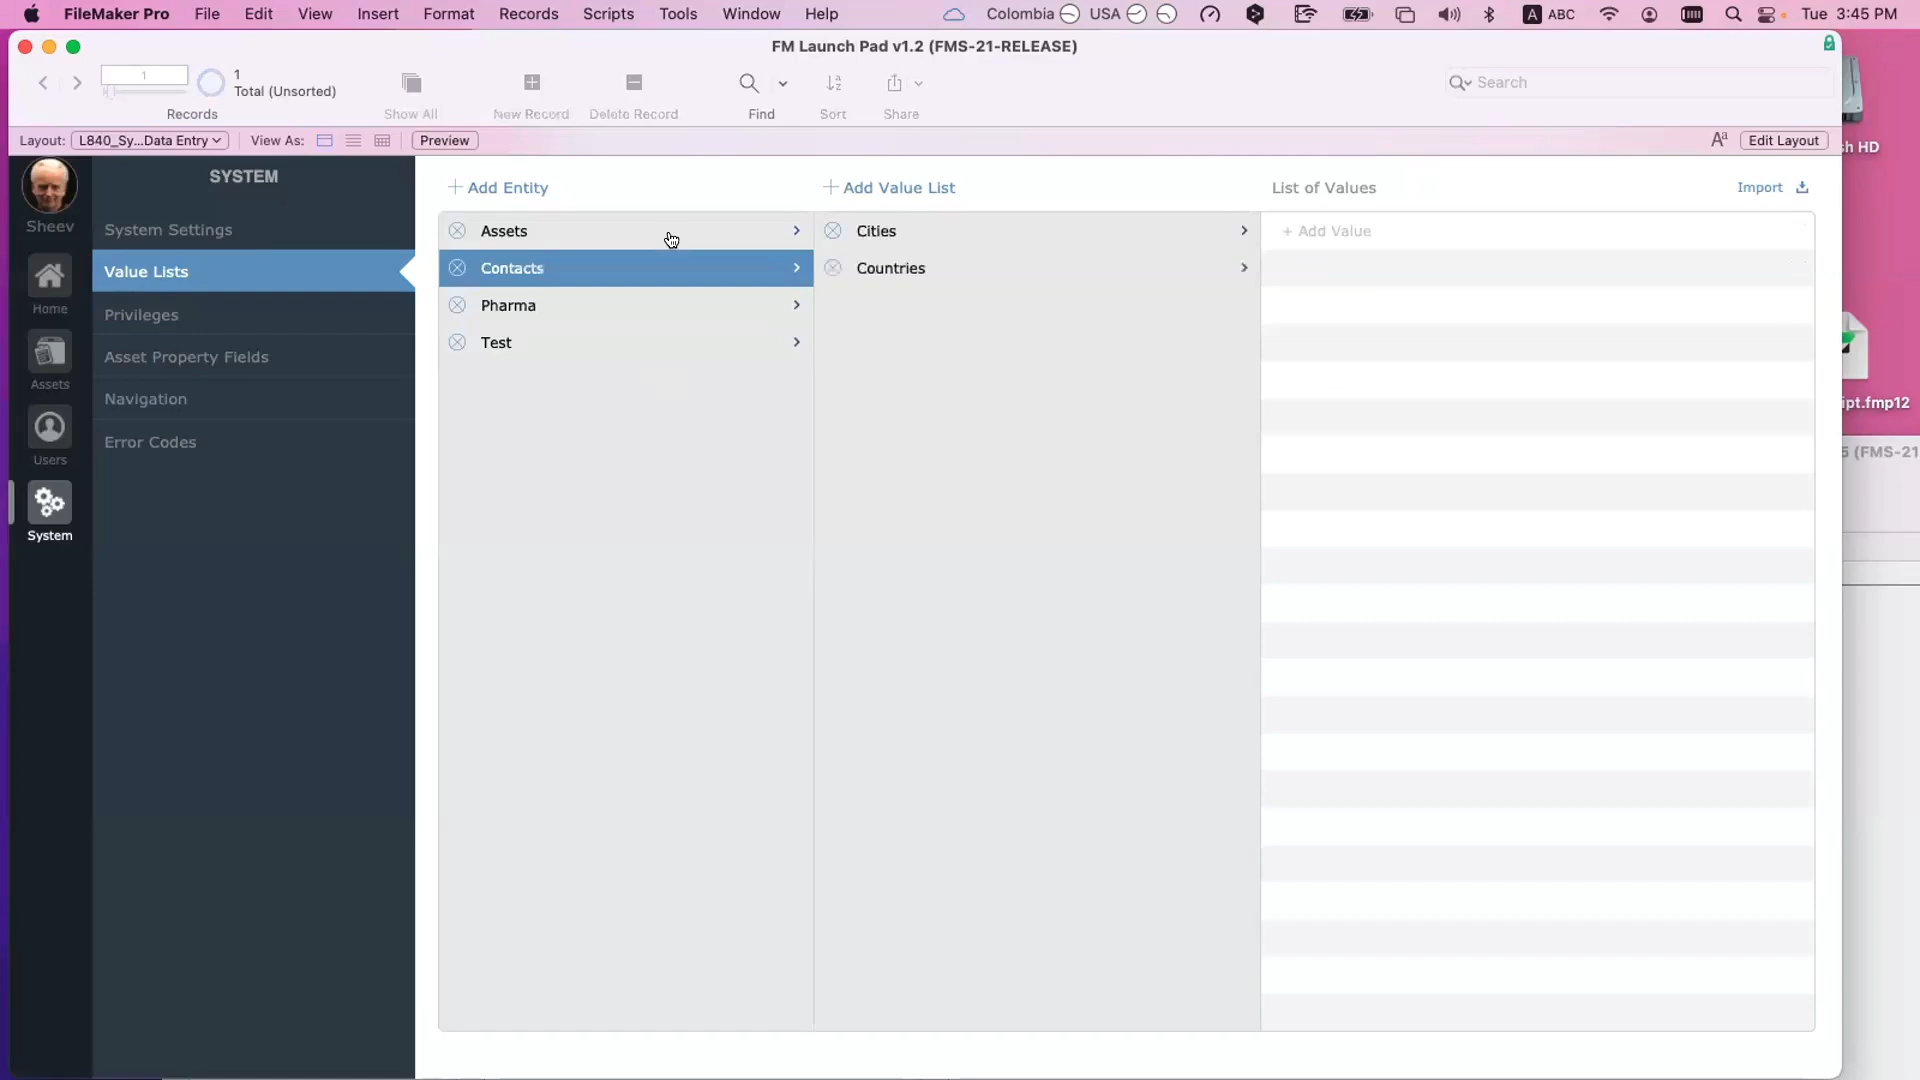 FileMaker Pro File Edit View Insert Format Records Scripts Tools Window Help Colombia USA A ABC Tue 3:45 PM
FM Launch Pad v1.2 (FMS-21-RELEASE)
1
1
Total (Unsorted)
Records
Show All
New Record
Delete Record
Find
Sort
Share
Search
Layout: L840_Sy...Data Entry View As: Preview Aa Edit Layout
sh HD
Sheev
Home
Assets
Users
System
SYSTEM
System Settings
Value Lists
Privileges
Asset Property Fields
Navigation
Error Codes
+ Add Entity
Assets
Contacts
Pharma
Test
+ Add Value List
Cities
Countries
List of Values
Import
+ Add Value
ipt.fmp12
5 (FMS-21